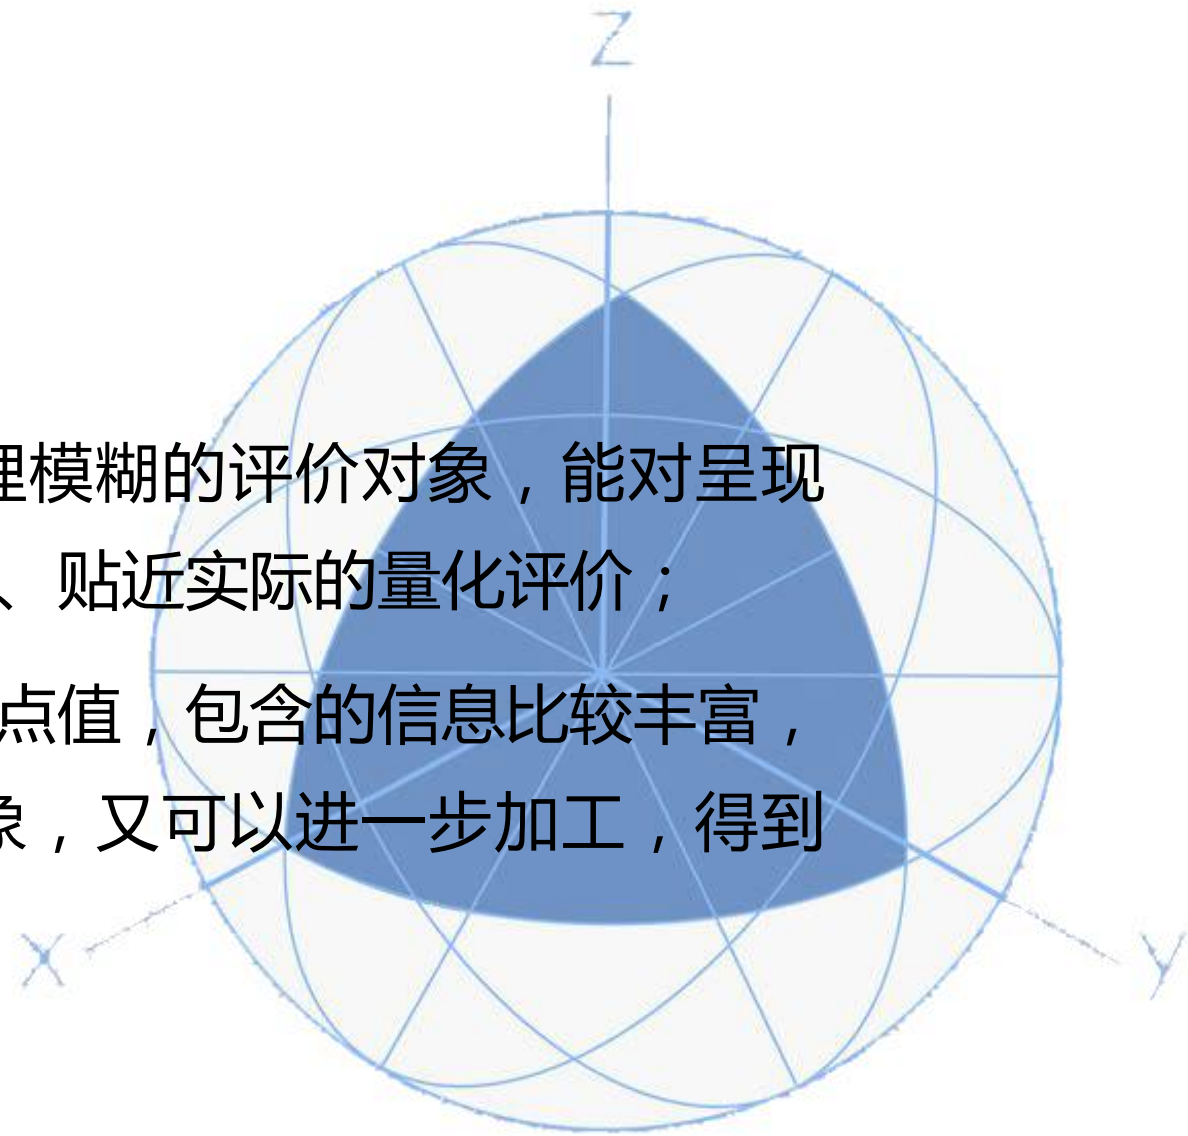 Z
理模糊的评价对象，能对呈现
、贴近实际的量化评价；
点值，包含的信息比较丰富，
象，又可以进一步加工，得到
X
y